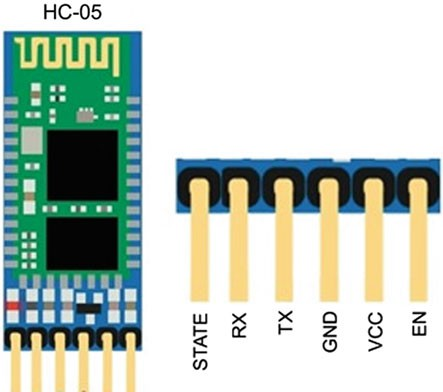 HC-05
STATE
RX
TX
GND
VCC
EN